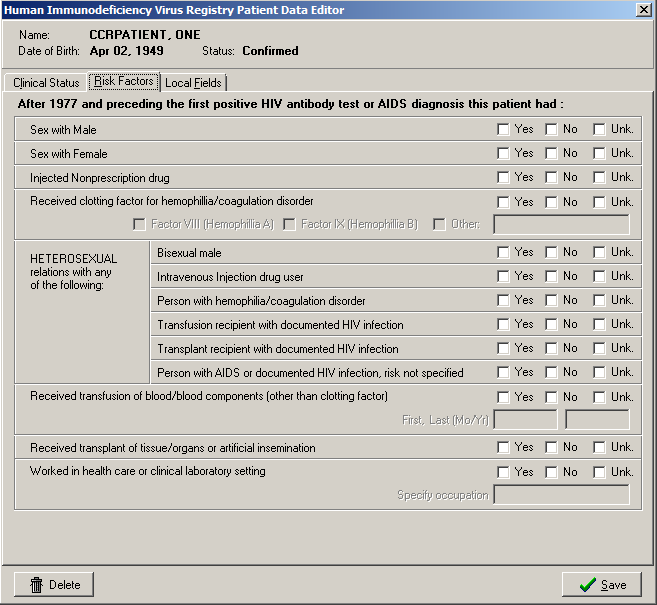 Human Immunodeficiency Virus Registry Patient Data Editor
Name: CCRPATIENT, ONE
Date of Birth: Apr 02, 1949 Status: Confirmed
Clinical Status Risk Factors Local Fields
After 1977 and preceding the first positive HIV antibody test or AIDS diagnosis this patient had :
Sex with Male Yes No Unk.
Sex with Female Yes No Unk.
Injected Nonprescription drug Yes No Unk.
Received clotting factor for hemophillia/coagulation disorder Yes No Unk.
Factor VIII (Hemophillia A) Factor IX (Hemophillia B) Other:
HETEROSEXUAL
relations with any
of the following:
Bisexual male Yes No Unk.
Intravenous Injection drug user Yes No Unk.
Person with hemophilia/coagulation disorder Yes No Unk.
Transfusion recipient with documented HIV infection Yes No Unk.
Transplant recipient with documented HIV infection Yes No Unk.
Person with AIDS or documented HIV infection, risk not specified Yes No Unk.
Received transfusion of blood/blood components (other than clotting factor) Yes No Unk.
First, Last (Mo/Yr)
Received transplant of tissue/organs or artificial insemination Yes No Unk.
Worked in health care or clinical laboratory setting Yes No Unk.
Specify occupation
Delete Save